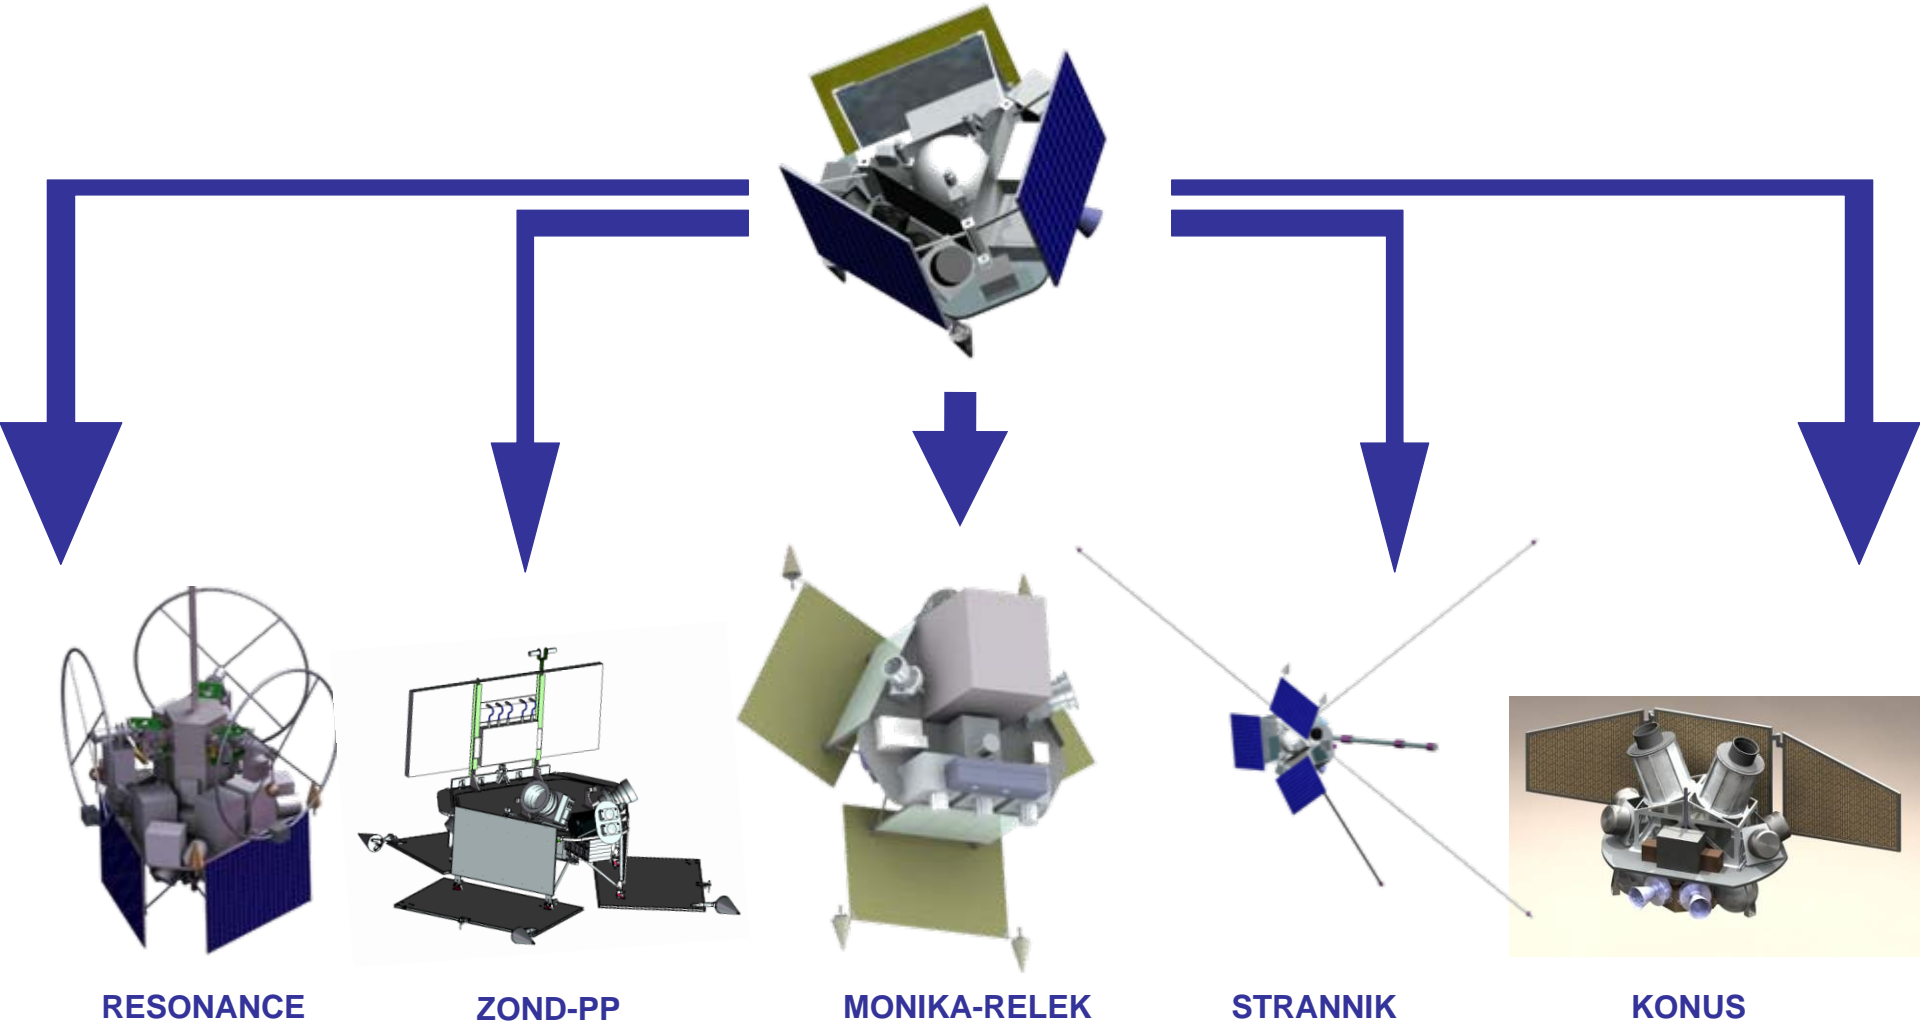 RESONANCE
ZOND-PP
MONIKA-RELEK
STRANNIK
KONUS